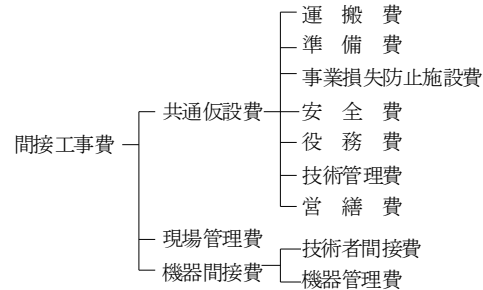 運　搬　費
準　備　費
事業損失防止施設費
共通仮設費
安　全　費
間接工事費
役　務　費
技術管理費
営　繕　費
現場管理費
技術者間接費
機器間接費
機器管理費